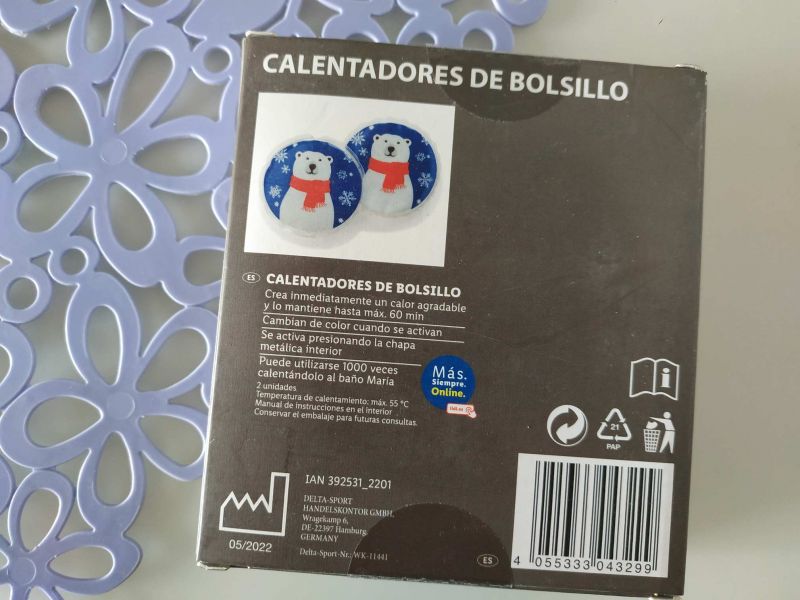 CALENTADORES DE BOLSILLO
ES CALENTADORES DE BOLSILLO
Crea inmediatamente un calor agradable
y lo mantiene hasta máx. 60 min
Cambian de color cuando se activan
Se activa presionando la chapa
metálica interior
Puede utilizarse 1000 veces
calentándolo al baño María
2 unidades
Temperatura de calentamiento: máx. 55 °C
Manual de instrucciones en el interior
Conservar el embalaje para futuras consultas.
Más.
Siempre.
Online.
lidl.es
21
PAP
IAN 392531_2201
DELTA-SPORT
HANDELSKONTOR GMBH,
Wragekamp 6,
DE-22397 Hamburg,
GERMANY
05/2022
Delta-Sport-Nr.: WK-11441
ES
4 055333 043299